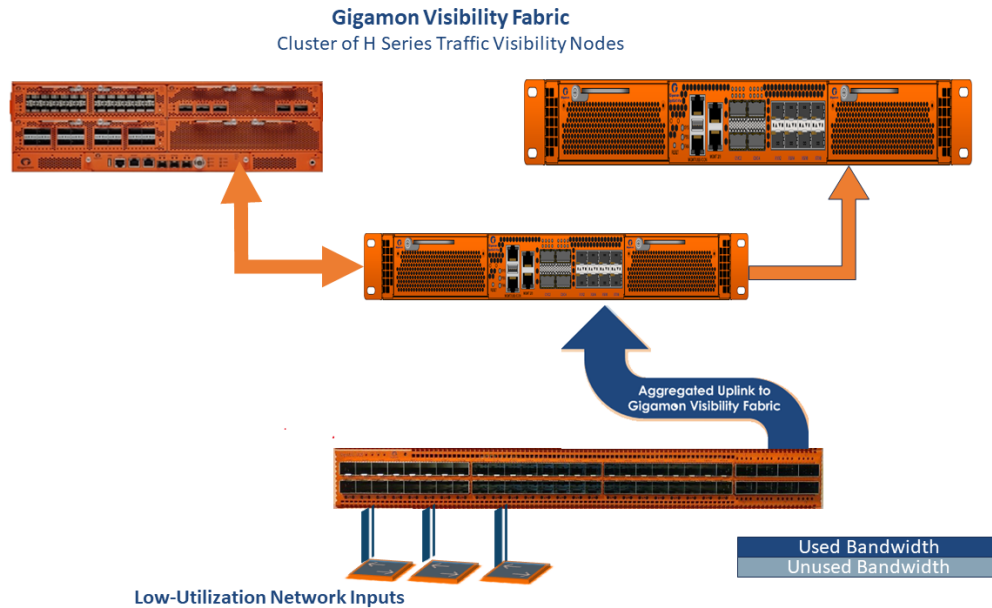 Gigamon Visibility Fabric
Cluster of H Series Traffic Visibility Nodes
Aggregated Uplink to
Gigamon Visibility Fabric
Used Bandwidth
Unused Bandwidth
Low-Utilization Network Inputs